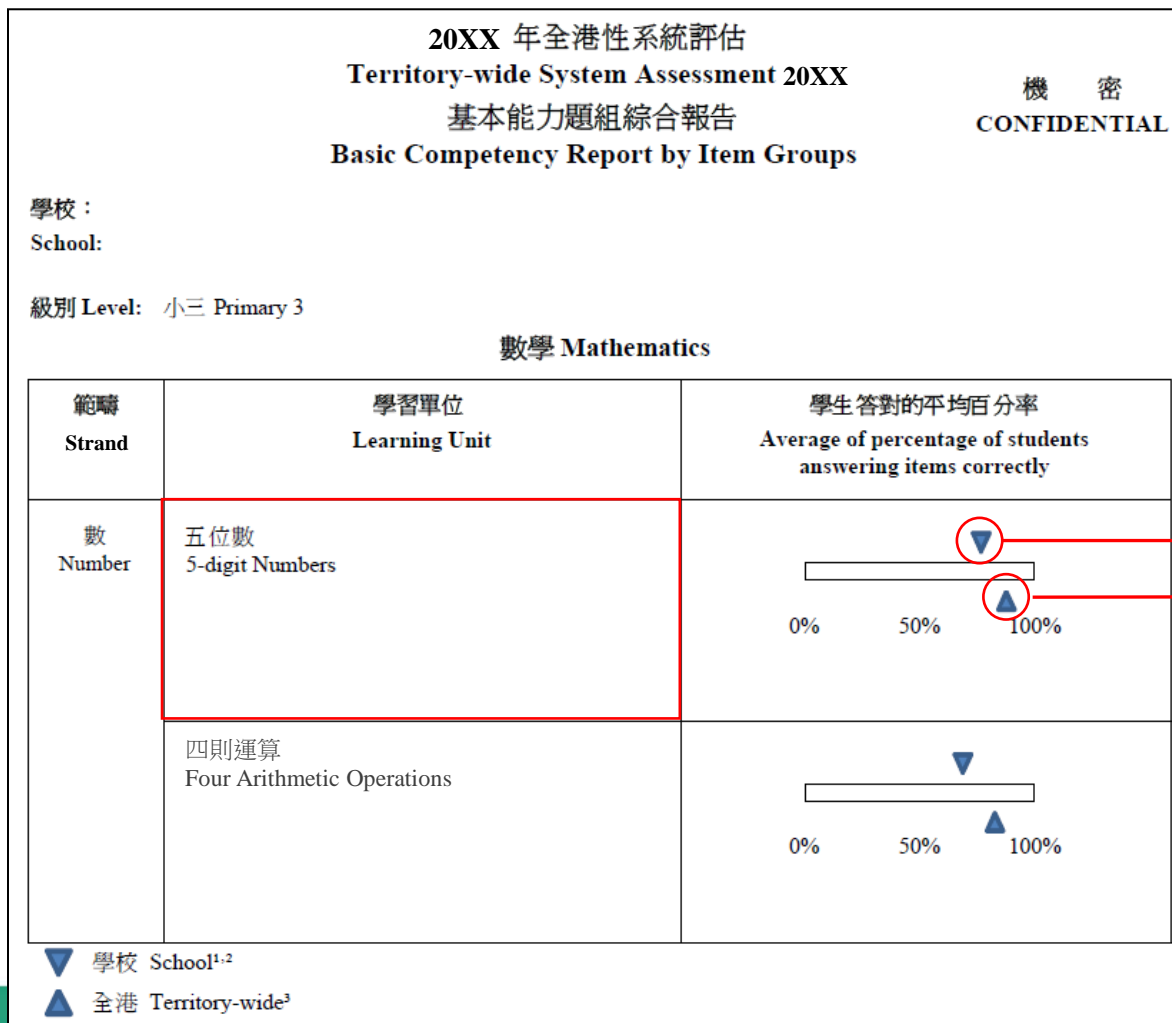 20XX 年全港性系統評估
Territory-wide System Assessment 20XX
基本能力題組綜合報告
Basic Competency Report by Item Groups
機 密
CONFIDENTIAL
學校：
School:
級別 Level: 小三 Primary 3
數學 Mathematics
範疇
Strand
學習單位
Learning Unit
學生答對的平均百分率
Average of percentage of students
answering items correctly
數
Number
五位數
5-digit Numbers
0% 50% 100%
四則運算
Four Arithmetic Operations
0% 50% 100%
學校 School¹,²
全港 Territory-wide³